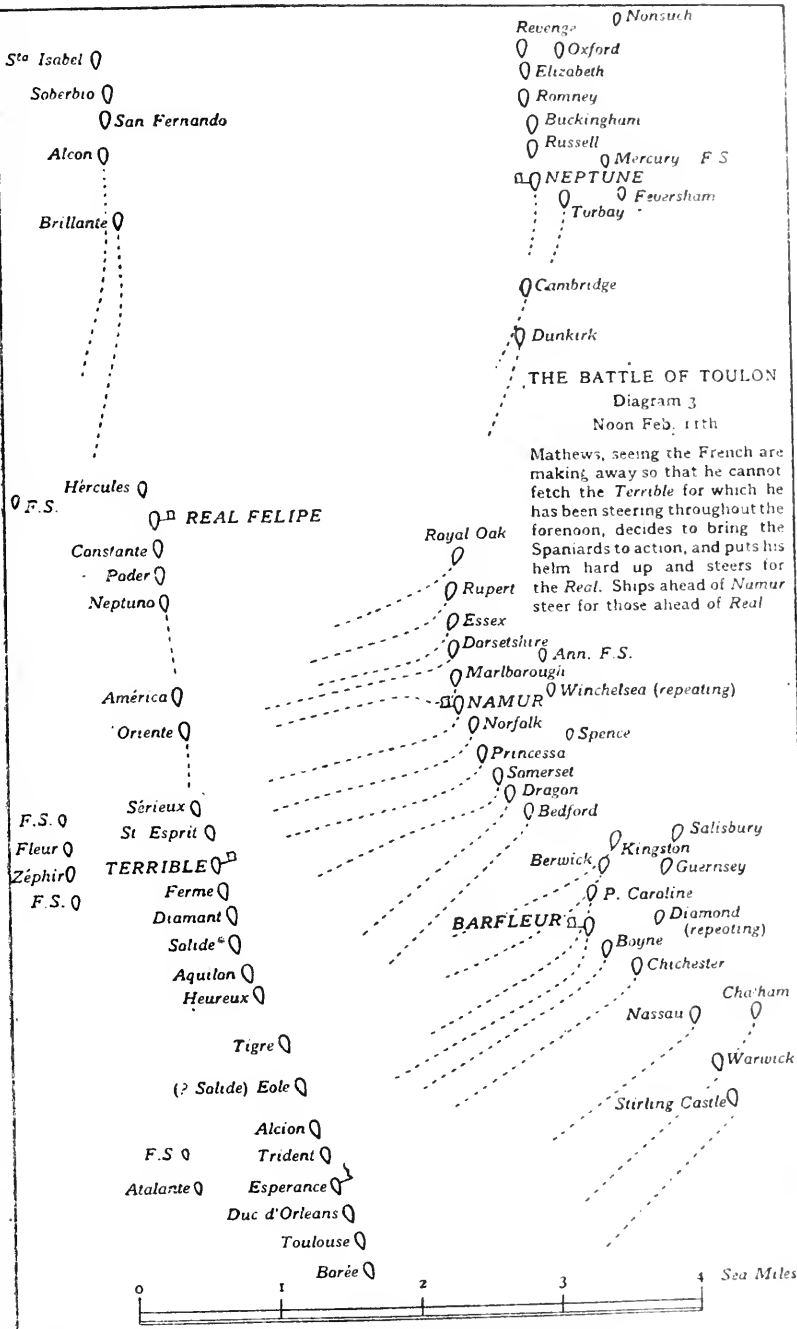 Nonsuch
Revenge
Oxford
Elizabeth
Romney
Buckingham
Russell
Mercury F S
NEPTUNE
Feversham
Turbay
Cambridge
Dunkirk
Sta Isabel
Soberbio
San Fernando
Alcon
Brillante
THE BATTLE OF TOULON
Diagram 3
Noon Feb. 11th
Mathews, seeing the French are
making away so that he cannot
fetch the Terrible for which he
has been steering throughout the
forenoon, decides to bring the
Spaniards to action, and puts his
helm hard up and steers for
the Real. Ships ahead of Namur
steer for those ahead of Real
Hércules
F.S.
REAL FELIPE
Constante
Poder
Neptuno
América
Oriente
Royal Oak
Rupert
Essex
Dorsetshire
Ann. F.S.
Marlborough
Winchelsea (repeating)
NAMUR
Norfolk
Spence
Princessa
Somerset
Dragon
Bedford
Sérieux
F.S.
St Esprit
Fleur
TERRIBLE
Zéphir
Ferme
F.S.
Diamant
Solide
Aquilon
Heureux
Tigre
(? Solide) Eole
Alcion
F.S
Trident
Atalante
Esperance
Duc d'Orleans
Toulouse
Borée
Salisbury
Kingston
Berwick
Guernsey
P. Caroline
BARFLEUR
Diamond
(repeating)
Boyne
Chichester
Cha'ham
Nassau
Warwick
Stirling Castle
0 1 2 3 4 Sea Miles